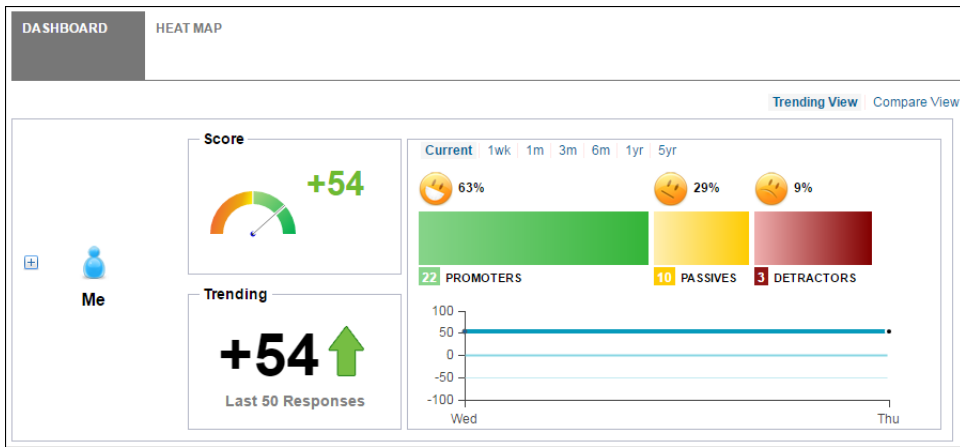 DASHBOARD HEAT MAP
Trending View Compare View
Me
Score
+54
Trending
+54
Last 50 Responses
Current 1wk 1m 3m 6m 1yr 5yr
63% 29% 9%
22 PROMOTERS 10 PASSIVES 3 DETRACTORS
100
50
0
-50
-100
Wed Thu